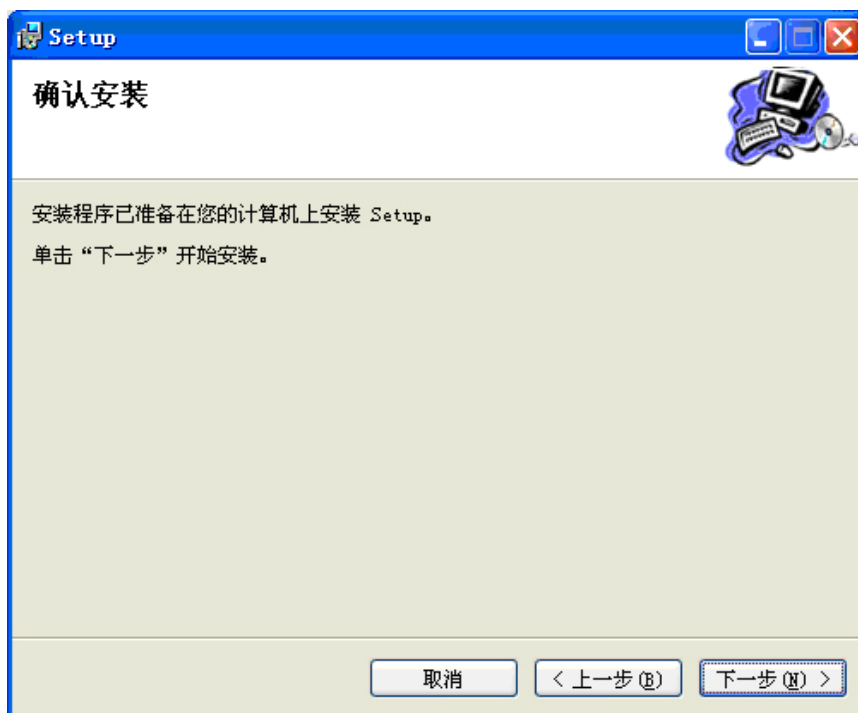 Setup
确认安装
安装程序已准备在您的计算机上安装 Setup。
单击“下一步”开始安装。
取消
< 上一步(B)
下一步(N) >